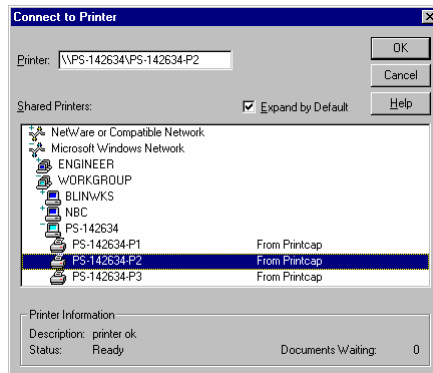 Connect to Printer
Printer: \\PS-142634\PS-142634-P2
OK
Cancel
Help
Shared Printers:
Expand by Default
NetWare or Compatible Network
Microsoft Windows Network
ENGINEER
WORKGROUP
BLINWKS
NBC
PS-142634
PS-142634-P1 From Printcap
PS-142634-P2 From Printcap
PS-142634-P3 From Printcap
Printer Information
Description: printer ok
Status: Ready Documents Waiting: 0